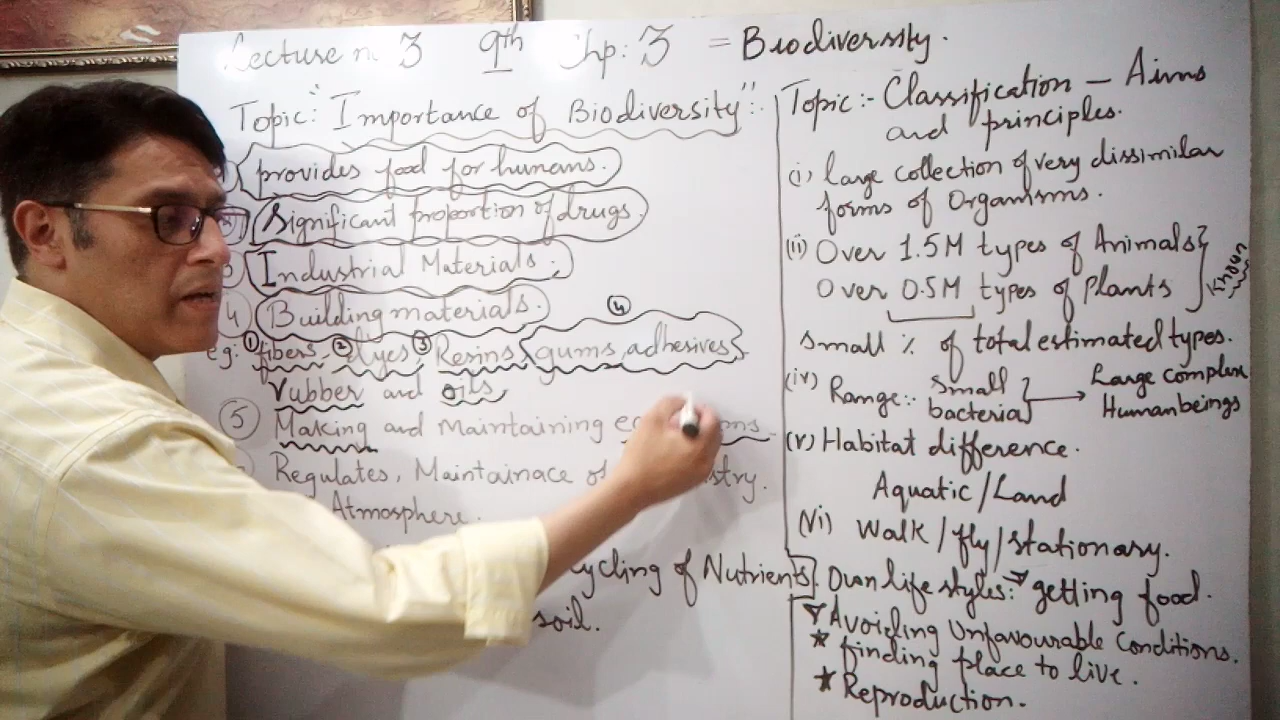 Lecture n. 3 9th Chp: 3 = Biodiversity.
Topic: "Importance of Biodiversity":
provides food for humans.
Significant proportion of drugs.
Industrial Materials.
4 Building materials.
④
eg: ① fibers, ② dyes, ③ Resins, gums, adhesives
rubber and oils,
⑤ Making and Maintaining
Regulates, Maintainace of
Atmosphere.
cycling of Nutrients
soil.
Topic:- Classification - Aims
and principles.
(i) large collection of very dissimilar
forms of Organisms.
(ii) Over 1.5M types of Animals
Over 0.5M types of Plants
Known
Small % of total estimated types.
(iv) Range:- Small
bacteria
Large complex
Human beings
(v) Habitat difference.
Aquatic/Land
(vi) Walk/fly/stationary.
Own life styles:- getting food.
Avoiding Unfavourable Conditions.
★ finding place to live.
★ Reproduction.